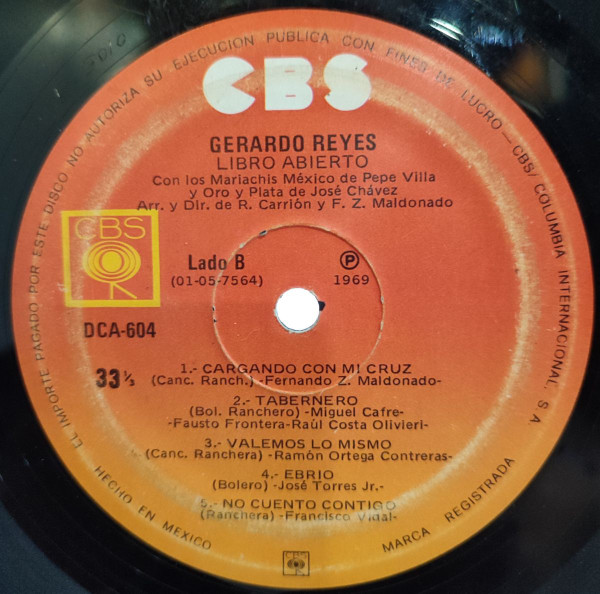 EL IMPORTE PAGADO POR ESTE DISCO NO AUTORIZA SU EJECUCION PUBLICA CON FINES DE LUCRO — CBS/COLUMBIA INTERNACIONAL, S.A.
CBS
GERARDO REYES
LIBRO ABIERTO
Con los Mariachis México de Pepe Villa
y Oro y Plata de José Chávez
Arr. y Dir. de R. Carrión y F. Z. Maldonado
CBS
Lado B
(01-05-7564)
℗
1969
DCA-604
33 1/3
1.- CARGANDO CON MI CRUZ
(Canc. Ranch.) -Fernando Z. Maldonado-
2.- TABERNERO
(Bol. Ranchero) -Miguel Cafre-
-Fausto Frontera-Raúl Costa Olivieri-
3.- VALEMOS LO MISMO
(Canc. Ranchera) -Ramón Ortega Contreras-
4.- EBRIO
(Bolero) -José Torres Jr.-
5.- NO CUENTO CONTIGO
(Ranchera) -Francisco Vidal-
HECHO EN MEXICO
MARCA REGISTRADA